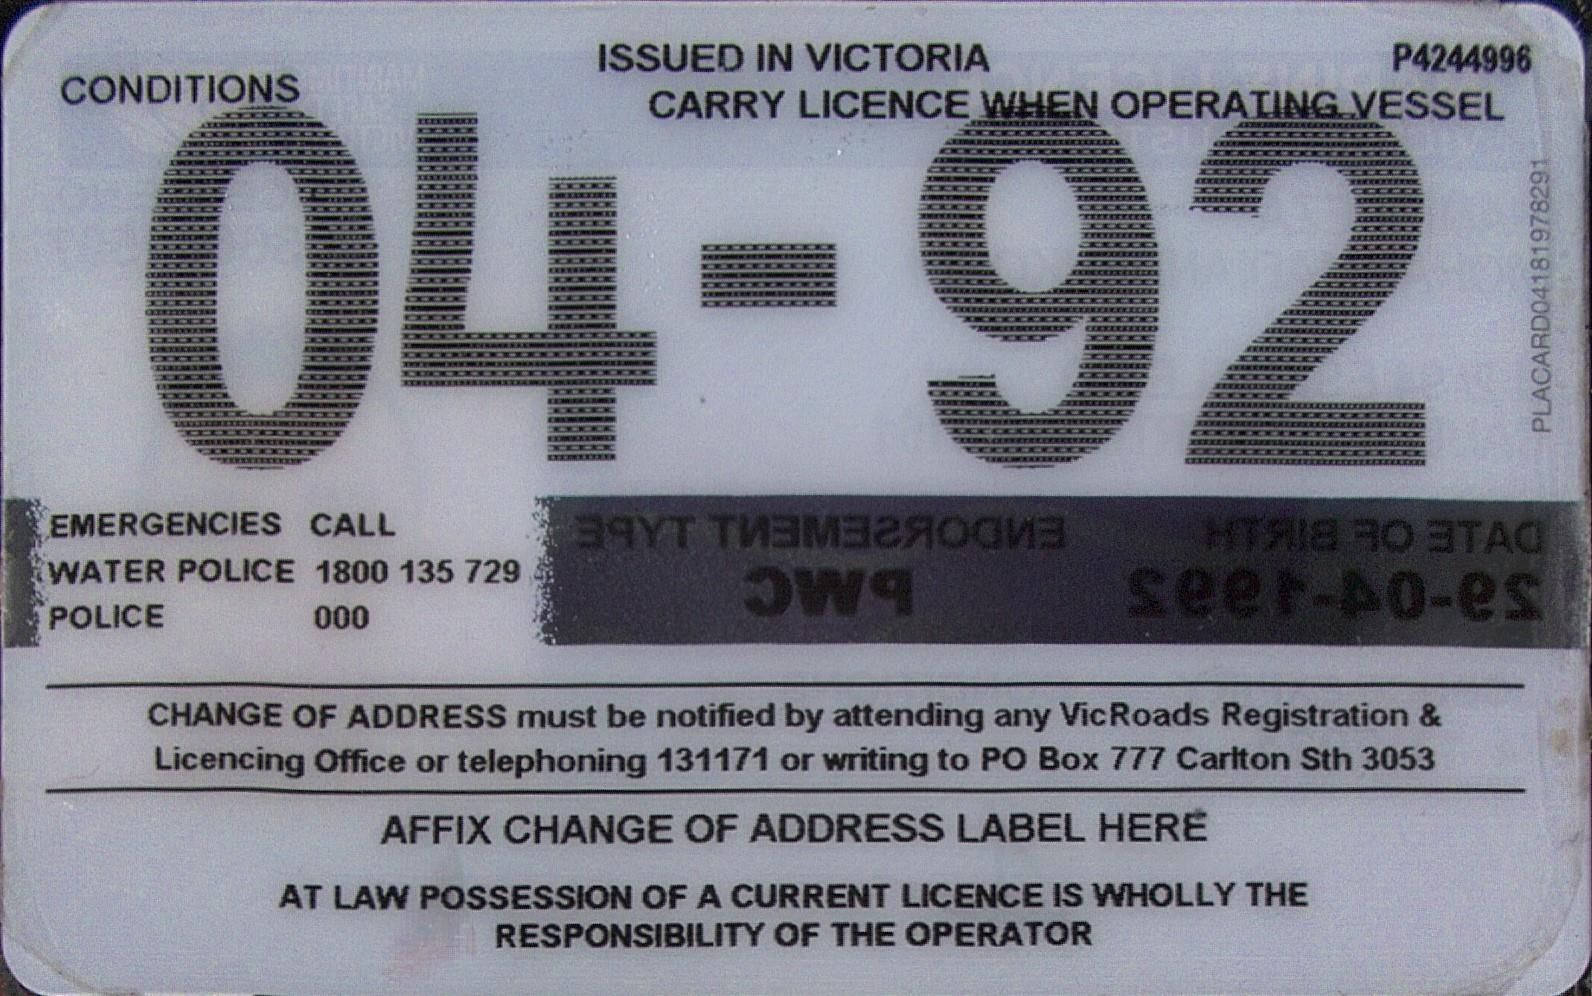 ISSUED IN VICTORIA
P4244996
CONDITIONS
CARRY LICENCE WHEN OPERATING VESSEL
04-92
PLACARD04181978291
EMERGENCIES CALL
WATER POLICE 1800 135 729
POLICE 000
ENDORSEMENT TYPE
DATE OF BIRTH
PWC
29-04-1992
CHANGE OF ADDRESS must be notified by attending any VicRoads Registration &
Licencing Office or telephoning 131171 or writing to PO Box 777 Carlton Sth 3053
AFFIX CHANGE OF ADDRESS LABEL HERE
AT LAW POSSESSION OF A CURRENT LICENCE IS WHOLLY THE
RESPONSIBILITY OF THE OPERATOR